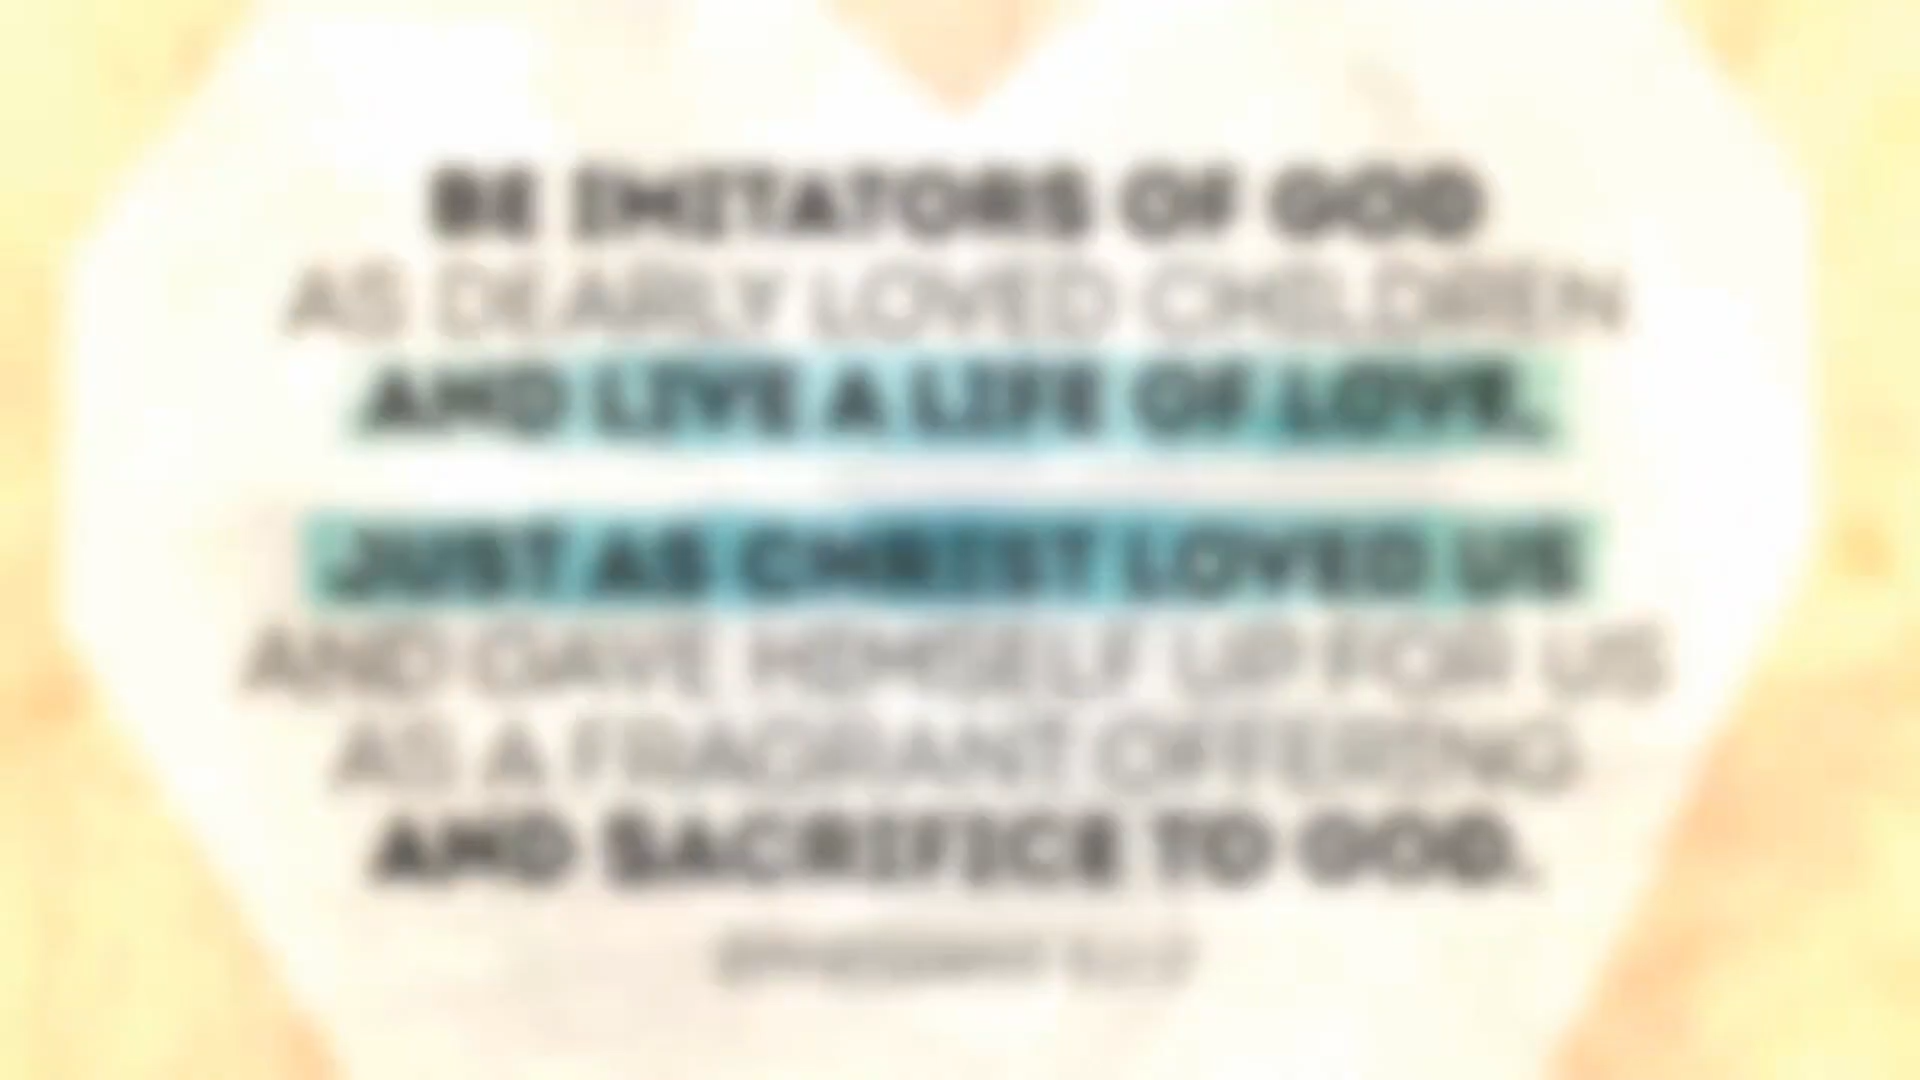 BE IMITATORS OF GOD
AS DEARLY LOVED CHILDREN
AND LIVE A LIFE OF LOVE,
JUST AS CHRIST LOVED US
AND GAVE HIMSELF UP FOR US
AS A FRAGRANT OFFERING
AND SACRIFICE TO GOD.
EPHESIANS 5:1-2